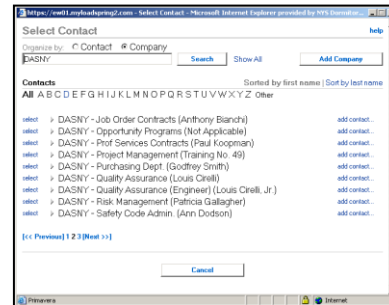 https://ew01.myloadspring2.com - Select Contact - Microsoft Internet Explorer provided by NYS Dormitor...
Select Contact
help
Organize by: Contact Company
DASNY Search Show All Add Company
Contacts Sorted by first name | Sort by last name
All A B C D E F G H I J K L M N O P Q R S T U V W X Y Z Other
select DASNY - Job Order Contracts (Anthony Bianchi) add contact...
select DASNY - Opportunity Programs (Not Applicable) add contact...
select DASNY - Prof Services Contracts (Paul Koopman) add contact...
select DASNY - Project Management (Training No. 49) add contact...
select DASNY - Purchasing Dept. (Godfrey Smith) add contact...
select DASNY - Quality Assurance (Louis Cirelli) add contact...
select DASNY - Quality Assurance (Engineer) (Louis Cirelli, Jr.) add contact...
select DASNY - Risk Management (Patricia Gallagher) add contact...
select DASNY - Safety Code Admin. (Ann Dodson) add contact...
[<< Previous] 1 2 3 [Next >>]
Cancel
Primavera Internet